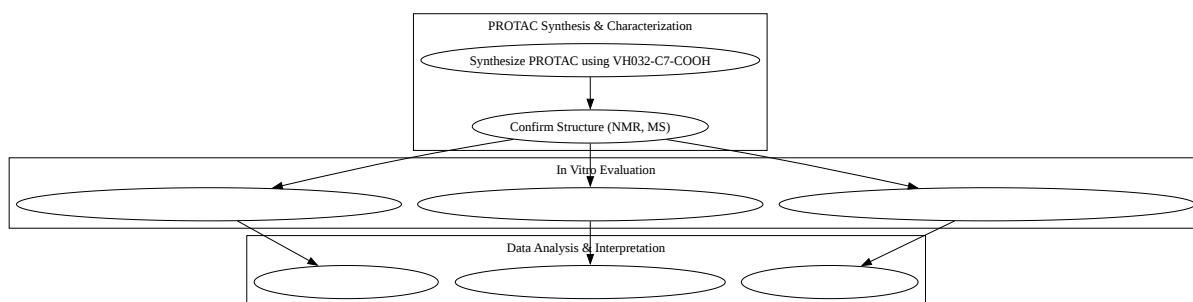 PROTAC Synthesis & Characterization
Synthesize PROTAC using VH032-C7-COOH
Confirm Structure (NMR, MS)
In Vitro Evaluation
Data Analysis & Interpretation